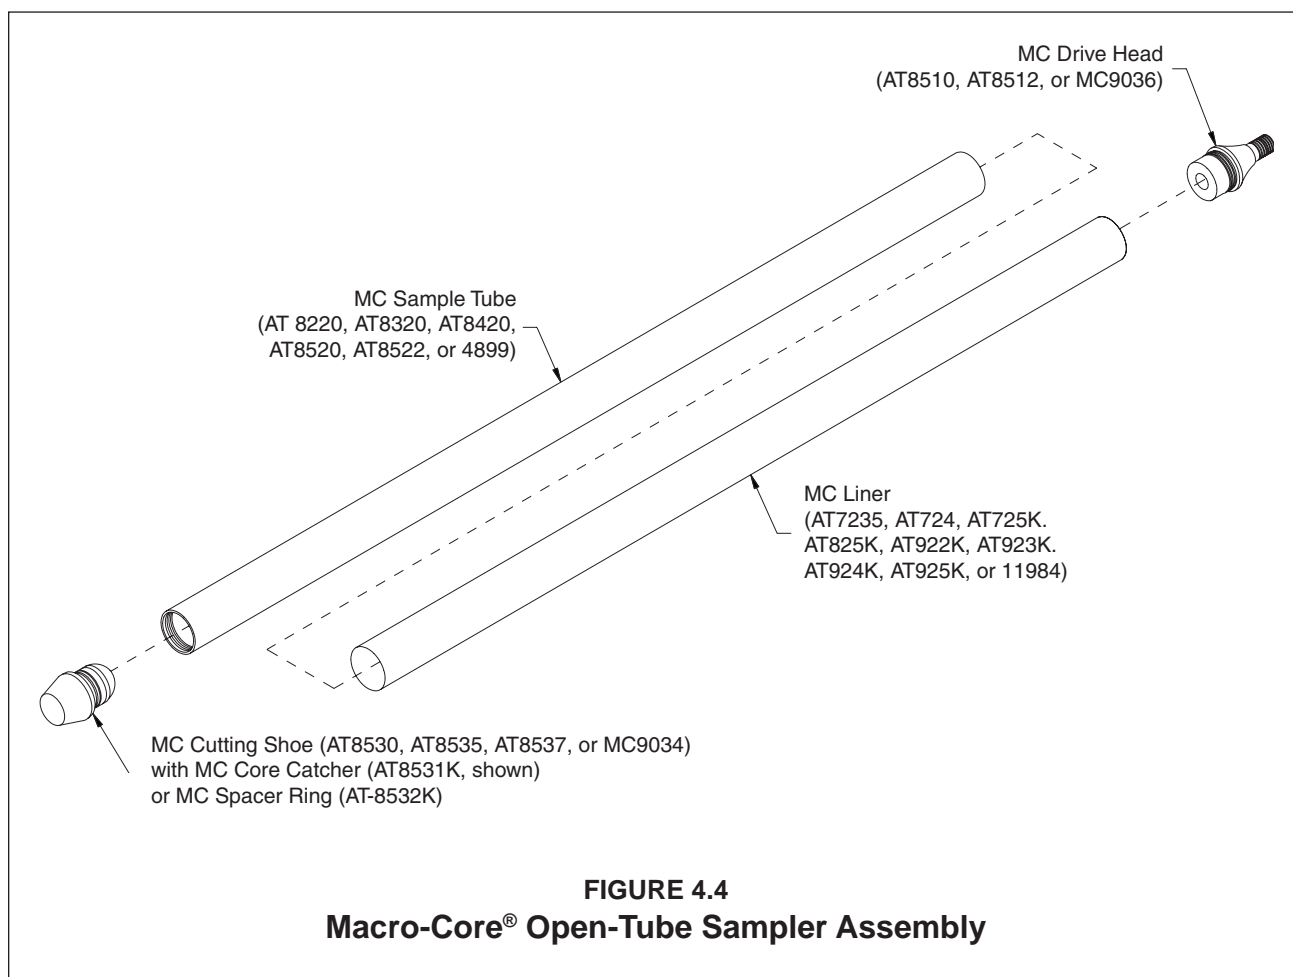 MC Drive Head
(AT8510, AT8512, or MC9036)
MC Sample Tube
(AT 8220, AT8320, AT8420,
AT8520, AT8522, or 4899)
MC Liner
(AT7235, AT724, AT725K.
AT825K, AT922K, AT923K.
AT924K, AT925K, or 11984)
MC Cutting Shoe (AT8530, AT8535, AT8537, or MC9034)
with MC Core Catcher (AT8531K, shown)
or MC Spacer Ring (AT-8532K)
FIGURE 4.4
Macro-Core® Open-Tube Sampler Assembly